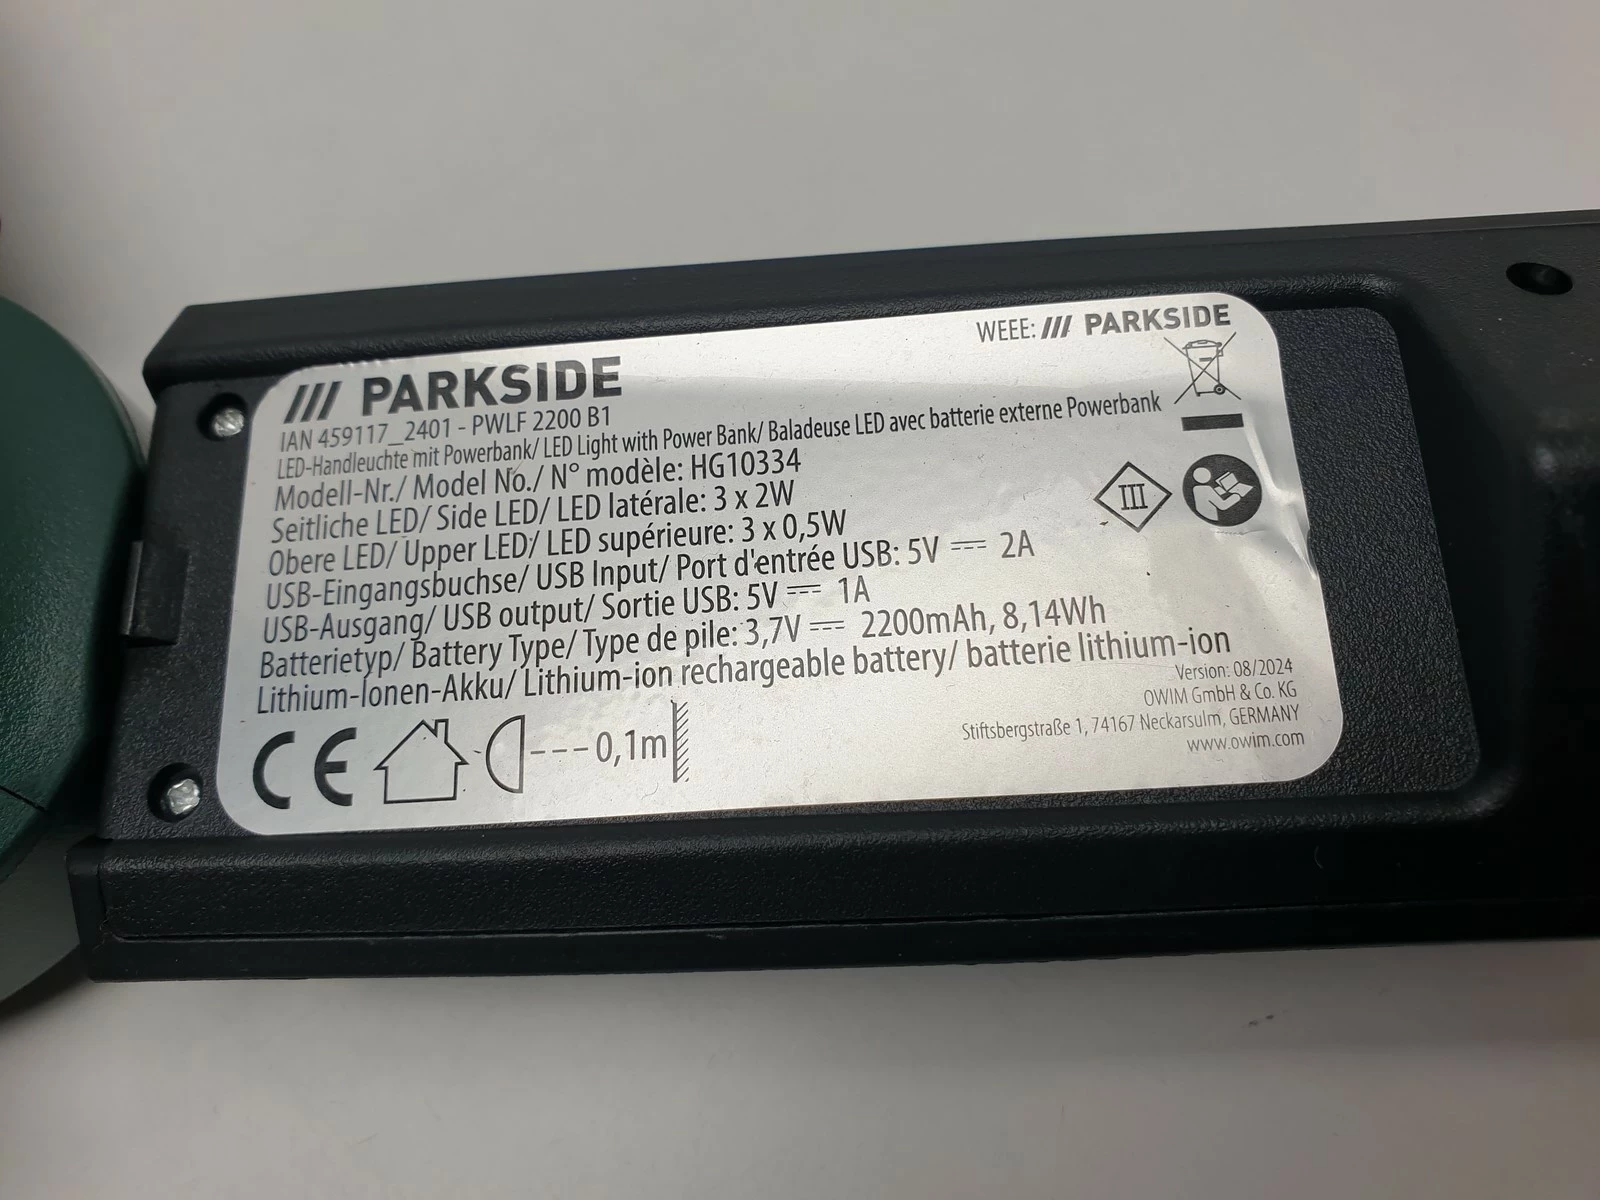 WEEE: /// PARKSIDE
/// PARKSIDE
IAN 459117_2401 - PWLF 2200 B1
LED-Handleuchte mit Powerbank/ LED Light with Power Bank/ Baladeuse LED avec batterie externe Powerbank
Modell-Nr./ Model No./ N° modèle: HG10334
Seitliche LED/ Side LED/ LED latérale: 3 x 2W
Obere LED/ Upper LED/ LED supérieure: 3 x 0,5W
USB-Eingangsbuchse/ USB Input/ Port d'entrée USB: 5V ⎓ 2A
USB-Ausgang/ USB output/ Sortie USB: 5V ⎓ 1A
Batterietyp/ Battery Type/ Type de pile: 3,7V ⎓ 2200mAh, 8,14Wh
Lithium-Ionen-Akku/ Lithium-ion rechargeable battery/ batterie lithium-ion
III
CE
0,1m
Version: 08/2024
OWIM GmbH & Co. KG
Stiftsbergstraße 1, 74167 Neckarsulm, GERMANY
www.owim.com